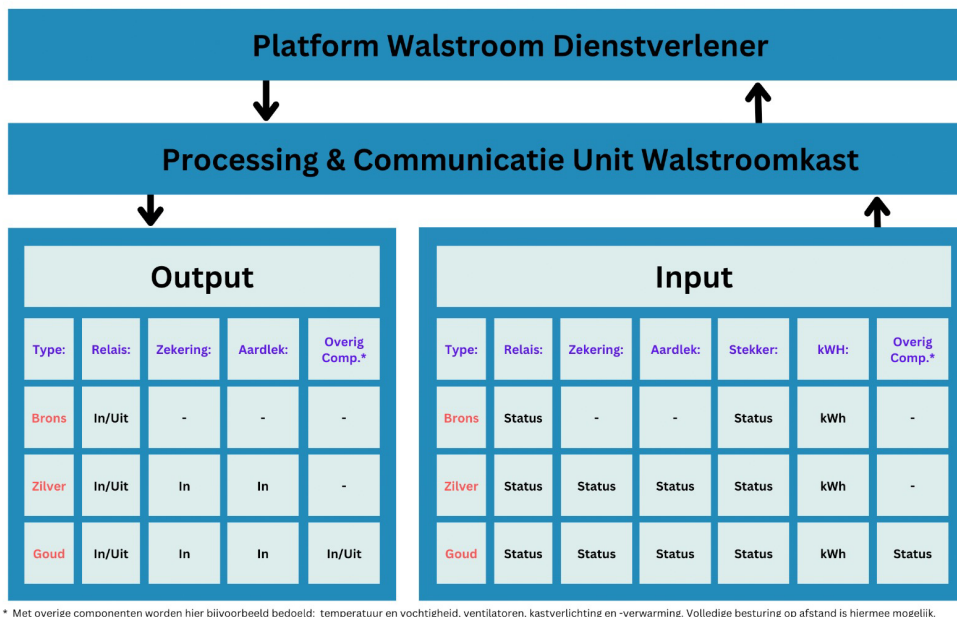 Platform Walstroom Dienstverlener
Processing & Communicatie Unit Walstroomkast
Output
Type: Relais: Zekering: Aardlek: Overig Comp.*
Brons In/Uit - - -
Zilver In/Uit In In -
Goud In/Uit In In In/Uit
Input
Type: Relais: Zekering: Aardlek: Stekker: kWH: Overig Comp.*
Brons Status - - Status kWh -
Zilver Status Status Status Status kWh -
Goud Status Status Status Status kWh Status
* Met overige componenten worden hier bijvoorbeeld bedoeld: temperatuur en vochtigheid, ventilatoren, kastverlichting en -verwarming. Volledige besturing op afstand is hiermee mogelijk.